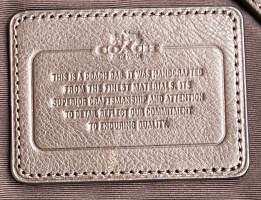 COACH
THIS IS A COACH BAG. IT WAS HANDCRAFTED
FROM THE FINEST MATERIALS. ITS
SUPERIOR CRAFTSMANSHIP AND ATTENTION
TO DETAIL REFLECT OUR COMMITMENT
TO ENDURING QUALITY.